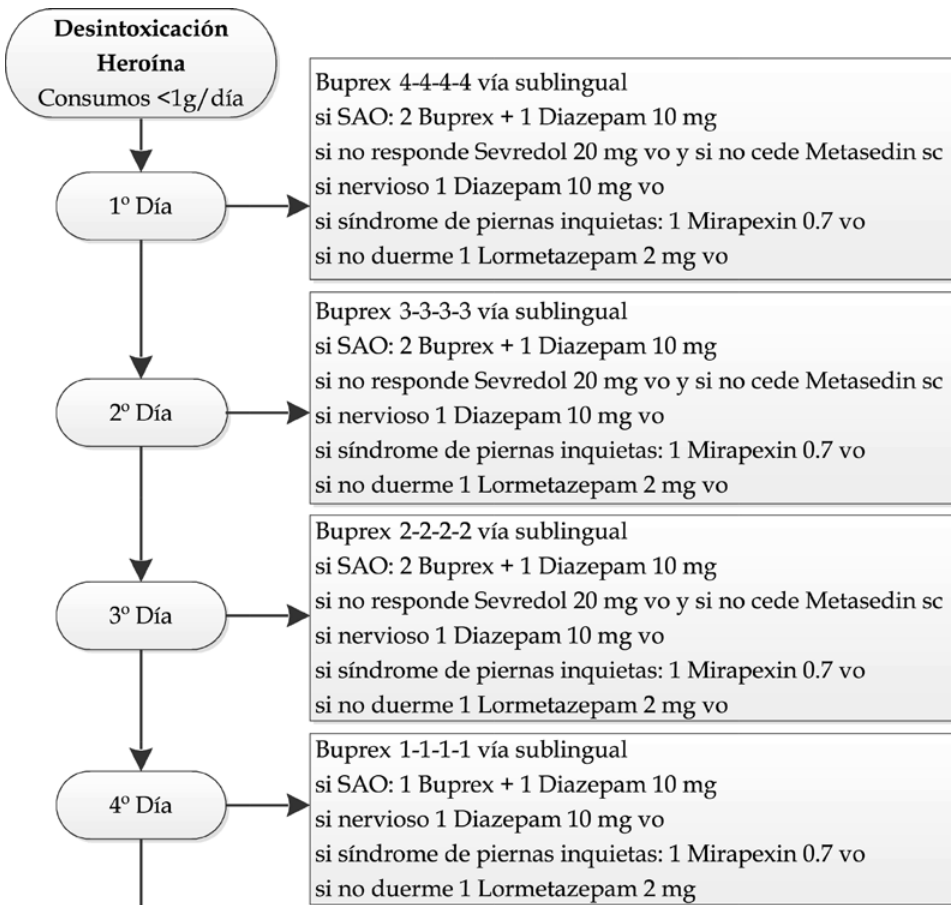 Desintoxicación
Heroína
Consumos <1g/día
1º Día
Buprex 4-4-4-4 vía sublingual
si SAO: 2 Buprex + 1 Diazepam 10 mg
si no responde Sevredol 20 mg vo y si no cede Metasedin sc
si nervioso 1 Diazepam 10 mg vo
si síndrome de piernas inquietas: 1 Mirapexin 0.7 vo
si no duerme 1 Lormetazepam 2 mg vo
2º Día
Buprex 3-3-3-3 vía sublingual
si SAO: 2 Buprex + 1 Diazepam 10 mg
si no responde Sevredol 20 mg vo y si no cede Metasedin sc
si nervioso 1 Diazepam 10 mg vo
si síndrome de piernas inquietas: 1 Mirapexin 0.7 vo
si no duerme 1 Lormetazepam 2 mg vo
3º Día
Buprex 2-2-2-2 vía sublingual
si SAO: 2 Buprex + 1 Diazepam 10 mg
si no responde Sevredol 20 mg vo y si no cede Metasedin sc
si nervioso 1 Diazepam 10 mg vo
si síndrome de piernas inquietas: 1 Mirapexin 0.7 vo
si no duerme 1 Lormetazepam 2 mg vo
4º Día
Buprex 1-1-1-1 vía sublingual
si SAO: 1 Buprex + 1 Diazepam 10 mg
si nervioso 1 Diazepam 10 mg vo
si síndrome de piernas inquietas: 1 Mirapexin 0.7 vo
si no duerme 1 Lormetazepam 2 mg